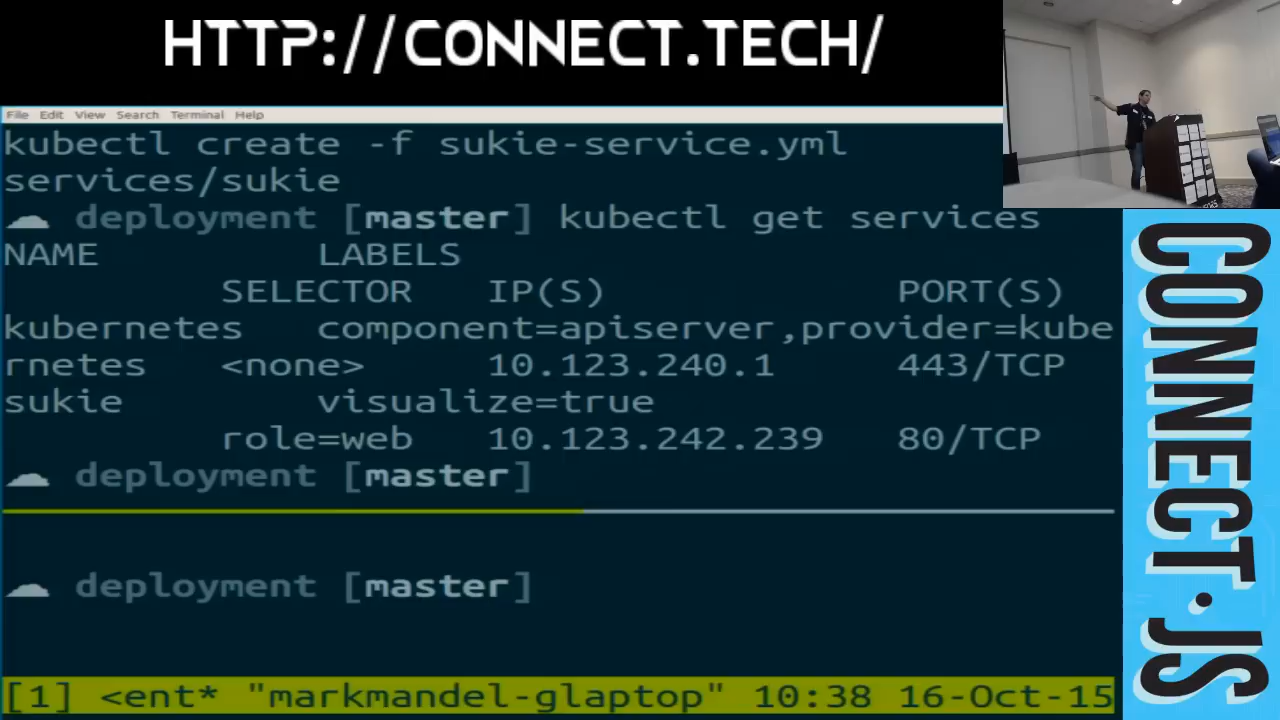 HTTP://CONNECT.TECH/
File Edit View Search Terminal Help
kubectl create -f sukie-service.yml
services/sukie
deployment [master] kubectl get services
NAME LABELS
SELECTOR IP(S) PORT(S)
kubernetes component=apiserver,provider=kube
rnetes <none> 10.123.240.1 443/TCP
sukie visualize=true
role=web 10.123.242.239 80/TCP
deployment [master]
deployment [master]
[1] <ent* "markmandel-glaptop" 10:38 16-Oct-15
CONNECT·JS